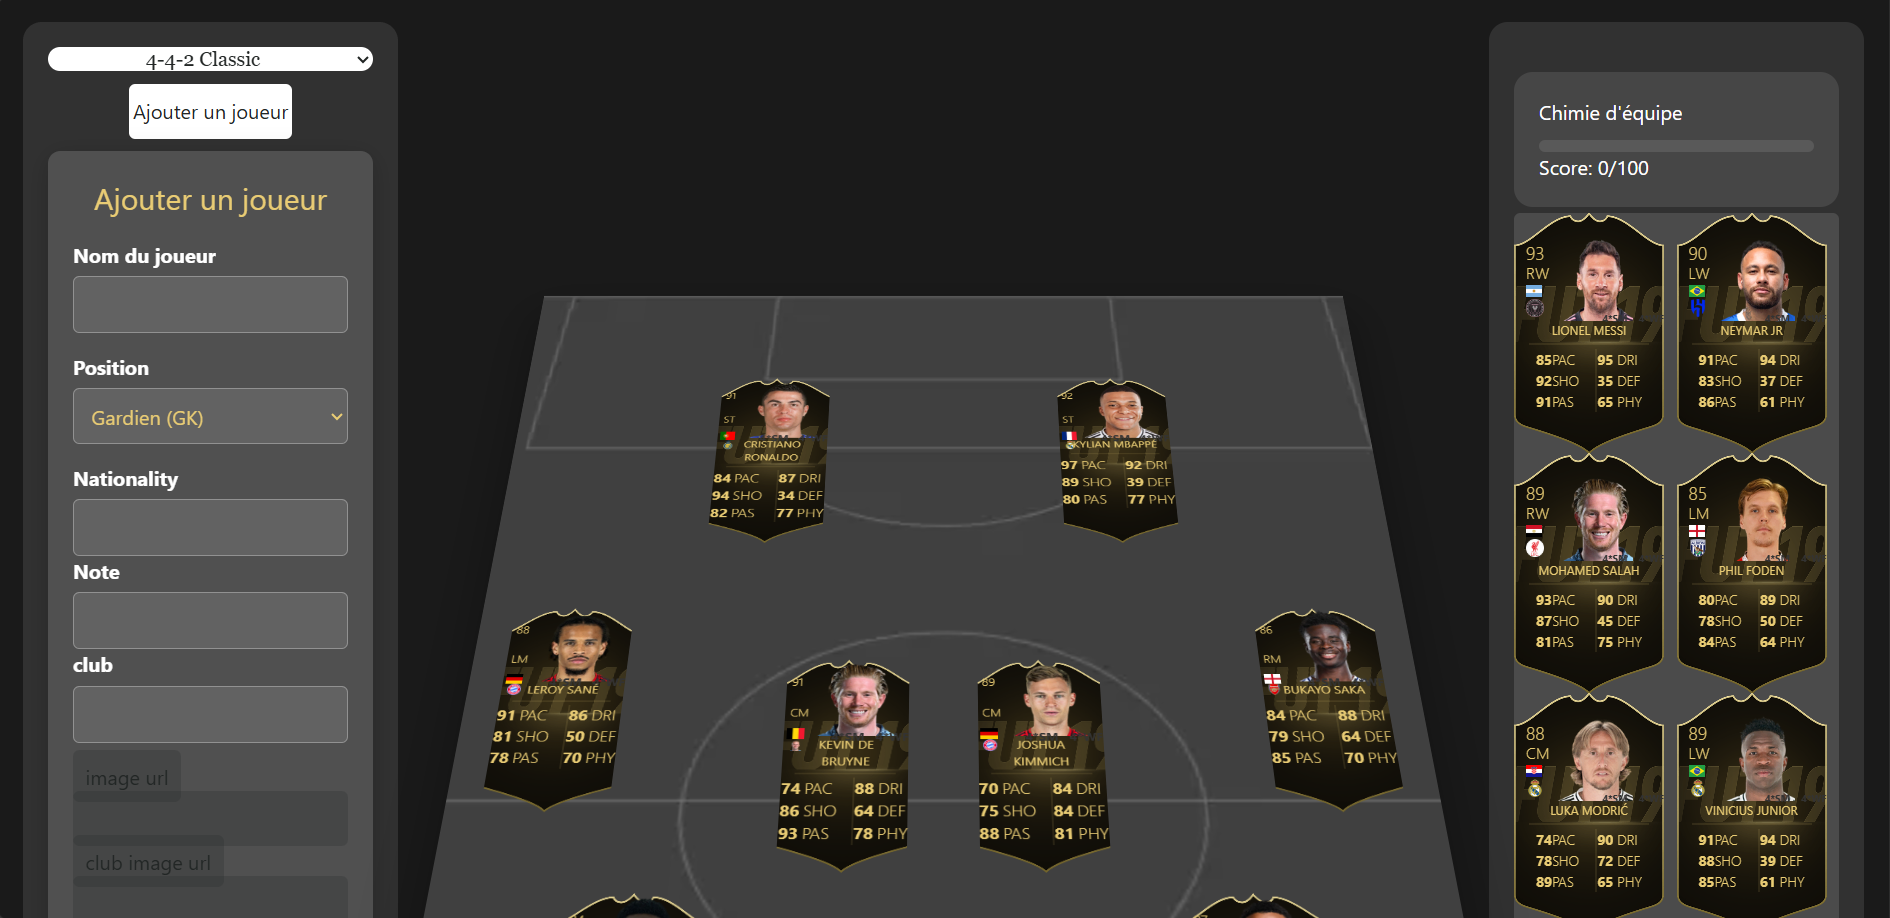 4-4-2 Classic
Ajouter un joueur
Ajouter un joueur
Nom du joueur
Position
Gardien (GK)
Nationality
Note
club
image url
club image url
91
ST
CRISTIANO
RONALDO
84 PAC 87 DRI
94 SHO 34 DEF
82 PAS 77 PHY
92
ST
KYLIAN MBAPPÉ
97 PAC 92 DRI
89 SHO 39 DEF
80 PAS 77 PHY
88
LM
LEROY SANÉ
91 PAC 86 DRI
81 SHO 50 DEF
78 PAS 70 PHY
91
CM
KEVIN DE
BRUYNE
74 PAC 88 DRI
86 SHO 64 DEF
93 PAS 78 PHY
89
CM
JOSHUA
KIMMICH
70 PAC 84 DRI
75 SHO 84 DEF
88 PAS 81 PHY
86
RM
BUKAYO SAKA
84 PAC 88 DRI
79 SHO 64 DEF
85 PAS 70 PHY
Chimie d'équipe
Score: 0/100
93
RW
LIONEL MESSI
85PAC 95 DRI
92SHO 35 DEF
91PAS 65 PHY
90
LW
NEYMAR JR
91PAC 94 DRI
83SHO 37 DEF
86PAS 61 PHY
89
RW
MOHAMED SALAH
93PAC 90 DRI
87SHO 45 DEF
81PAS 75 PHY
85
LM
PHIL FODEN
80PAC 89 DRI
78SHO 50 DEF
84PAS 64 PHY
88
CM
LUKA MODRIĆ
74PAC 90 DRI
78SHO 72 DEF
89PAS 65 PHY
89
LW
VINICIUS JUNIOR
91PAC 94 DRI
88SHO 39 DEF
85PAS 61 PHY